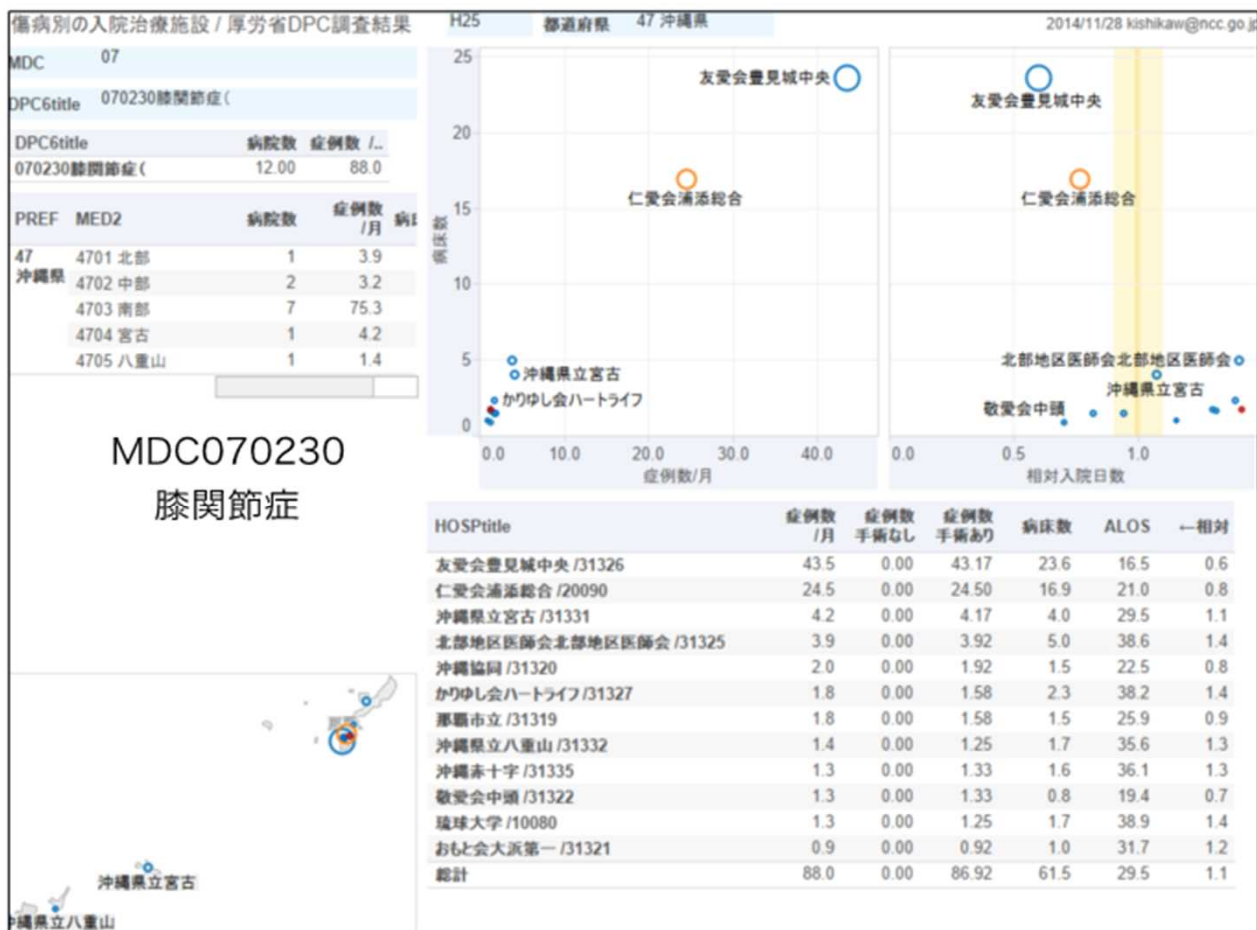 傷病別の入院治療施設 / 厚労省DPC調査結果
H25 都道府県 47 沖縄県
2014/11/28 kishikaw@ncc.go.jp
MDC 07
DPC6title 070230膝関節症(
DPC6title 病院数 症例数 /..
070230膝関節症( 12.00 88.0
PREF MED2 病院数 症例数/月
47 沖縄県 4701 北部 1 3.9
4702 中部 2 3.2
4703 南部 7 75.3
4704 宮古 1 4.2
4705 八重山 1 1.4
MDC070230
膝関節症
沖縄県立宮古
沖縄県立八重山
病床数
25
20
15
10
5
0
友愛会豊見城中央
仁愛会浦添総合
沖縄県立宮古
かりゆし会ハートライフ
0.0 10.0 20.0 30.0 40.0
症例数/月
友愛会豊見城中央
仁愛会浦添総合
北部地区医師会北部地区医師会
沖縄県立宮古
敬愛会中頭
0.0 0.5 1.0
相対入院日数
HOSPtitle 症例数/月 症例数手術なし 症例数手術あり 病床数 ALOS ←相対
友愛会豊見城中央 /31326 43.5 0.00 43.17 23.6 16.5 0.6
仁愛会浦添総合 /20090 24.5 0.00 24.50 16.9 21.0 0.8
沖縄県立宮古 /31331 4.2 0.00 4.17 4.0 29.5 1.1
北部地区医師会北部地区医師会 /31325 3.9 0.00 3.92 5.0 38.6 1.4
沖縄協同 /31320 2.0 0.00 1.92 1.5 22.5 0.8
かりゆし会ハートライフ /31327 1.8 0.00 1.58 2.3 38.2 1.4
那覇市立 /31319 1.8 0.00 1.58 1.5 25.9 0.9
沖縄県立八重山 /31332 1.4 0.00 1.25 1.7 35.6 1.3
沖縄赤十字 /31335 1.3 0.00 1.33 1.6 36.1 1.3
敬愛会中頭 /31322 1.3 0.00 1.33 0.8 19.4 0.7
琉球大学 /10080 1.3 0.00 1.25 1.7 38.9 1.4
おもと会大浜第一 /31321 0.9 0.00 0.92 1.0 31.7 1.2
総計 88.0 0.00 86.92 61.5 29.5 1.1